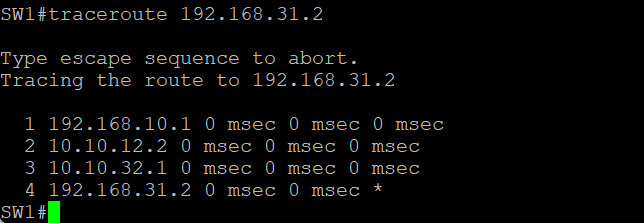 SW1#traceroute 192.168.31.2
Type escape sequence to abort.
Tracing the route to 192.168.31.2
1 192.168.10.1 0 msec 0 msec 0 msec
2 10.10.12.2 0 msec 0 msec 0 msec
3 10.10.32.1 0 msec 0 msec 0 msec
4 192.168.31.2 0 msec 0 msec *
SW1#